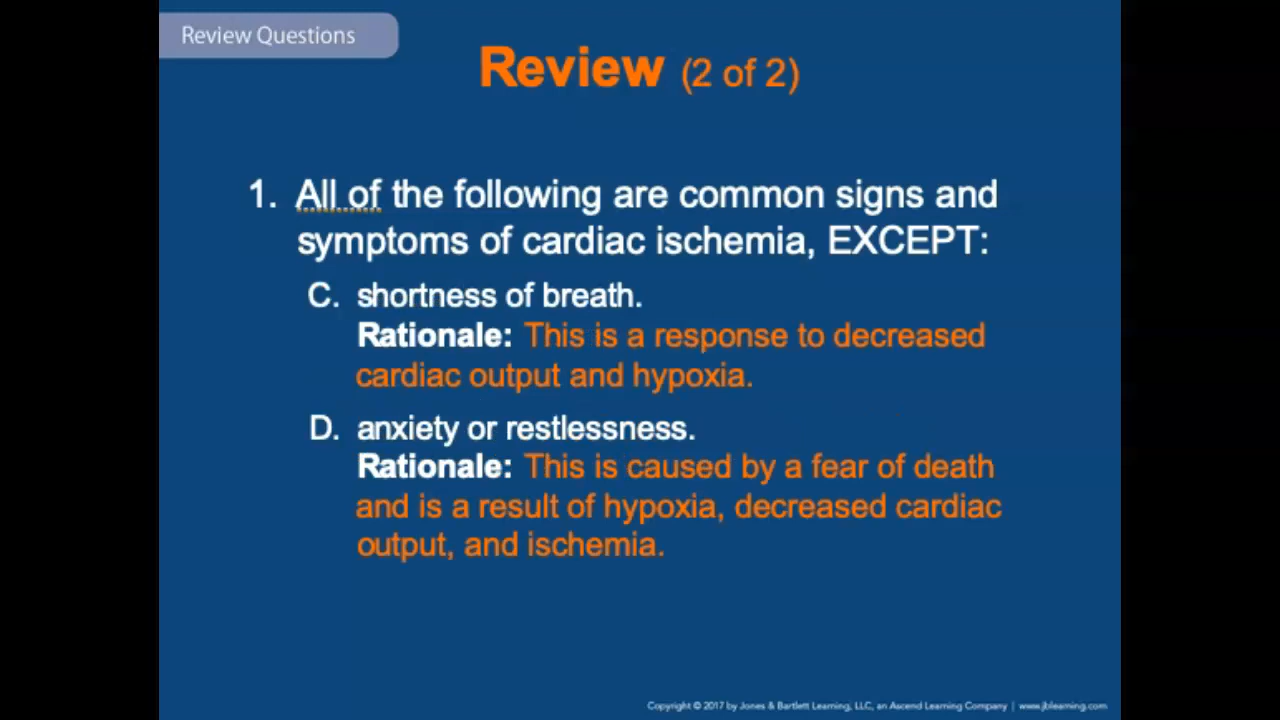 Review Questions
Review (2 of 2)
1. All of the following are common signs and
symptoms of cardiac ischemia, EXCEPT:
C. shortness of breath.
Rationale: This is a response to decreased
cardiac output and hypoxia.
D. anxiety or restlessness.
Rationale: This is caused by a fear of death
and is a result of hypoxia, decreased cardiac
output, and ischemia.
Copyright © 2017 by Jones & Bartlett Learning, LLC, an Ascend Learning Company | www.jblearning.com